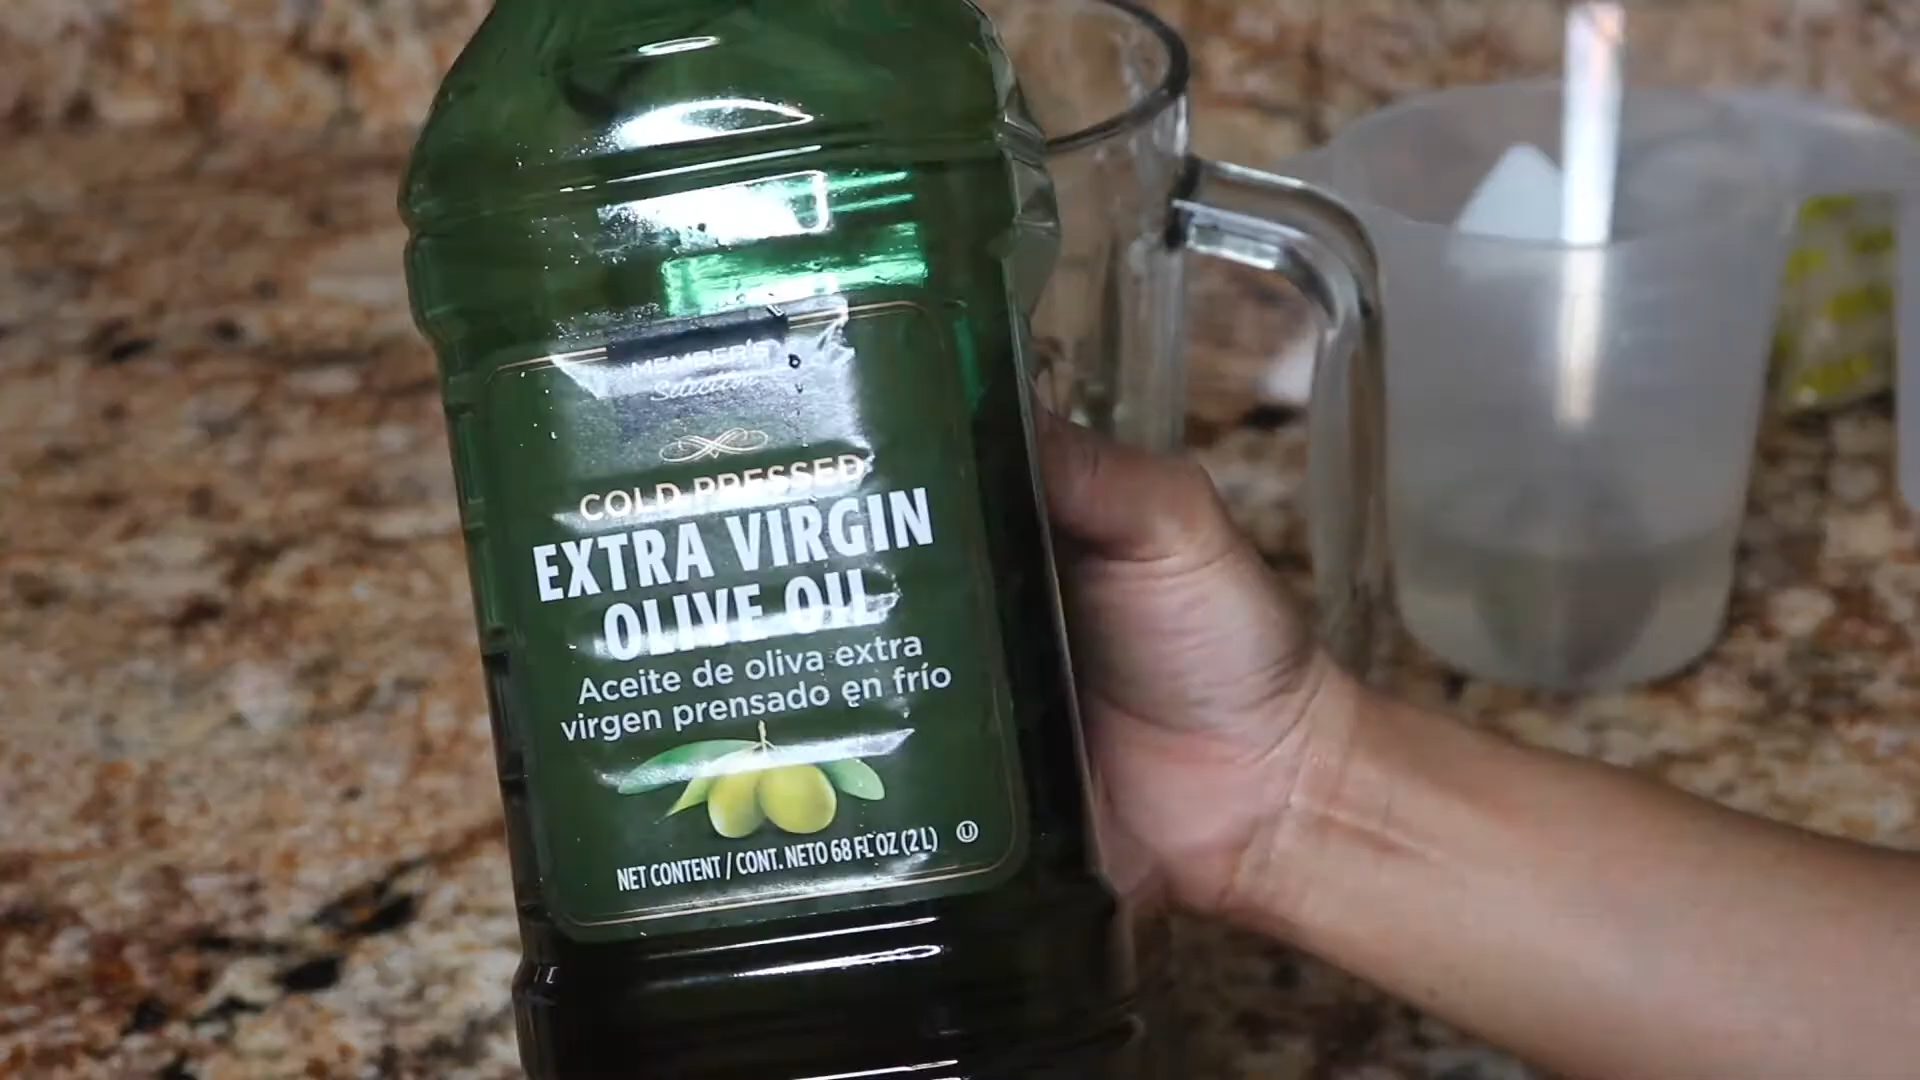 MEMBER'S
Selection
COLD PRESSED
EXTRA VIRGIN
OLIVE OIL
Aceite de oliva extra
virgen prensado en frío
NET CONTENT / CONT. NETO 68 FL OZ (2 L) U